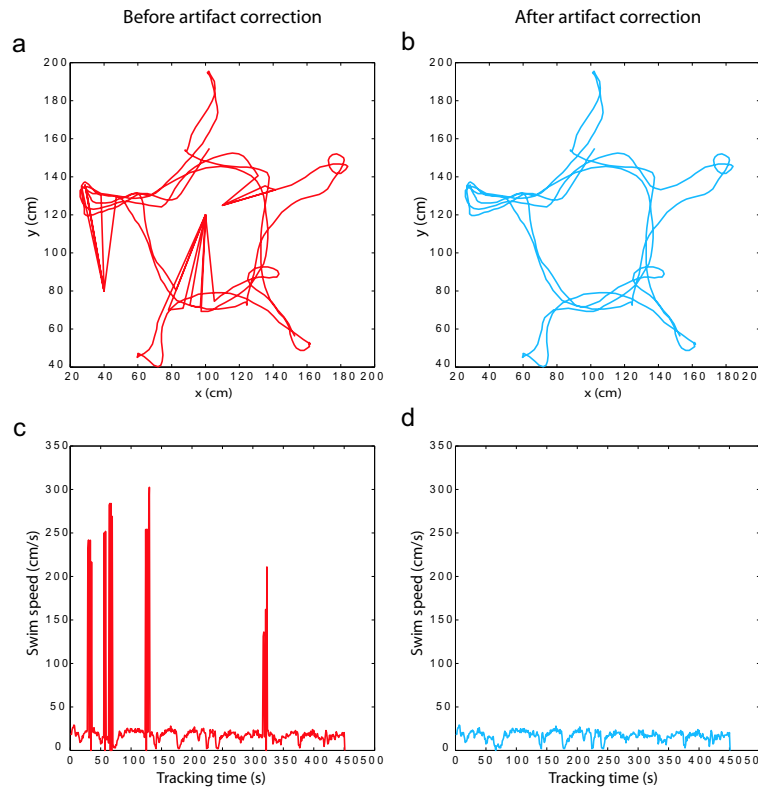 Before artifact correction
After artifact correction
a
b
200
180
160
140
120
100
80
60
40
y (cm)
20 40 60 80 100 120 140 160 180 200
x (cm)
200
180
160
140
120
100
80
60
40
y (cm)
20 40 60 80 100 120 140 160 180 200
x (cm)
c
d
350
300
250
200
150
100
50
0
Swim speed (cm/s)
0 50 100 150 200 250 300 350 400 450 500
Tracking time (s)
350
300
250
200
150
100
50
0
Swim speed (cm/s)
0 50 100 150 200 250 300 350 400 450 500
Tracking time (s)